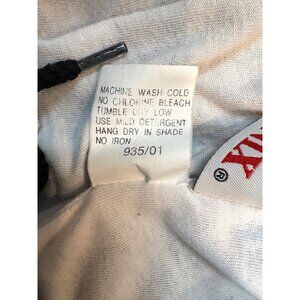 MACHINE WASH COLD
NO CHLORINE BLEACH
TUMBLE DRY LOW
USE MILD DETERGENT
HANG DRY IN SHADE
NO IRON
935/01
®